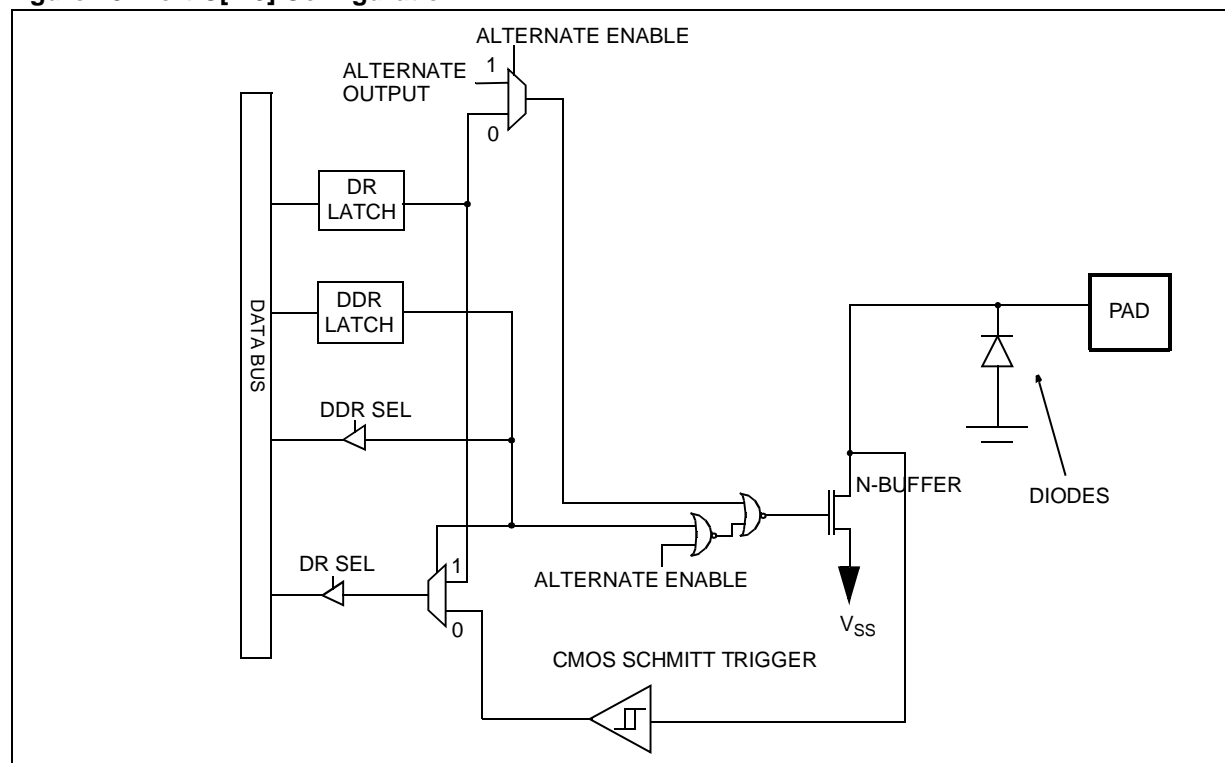 ALTERNATE ENABLE
1
ALTERNATE
OUTPUT
0
DR
LATCH
DDR
LATCH
PAD
DATA BUS
DDR SEL
N-BUFFER
DIODES
DR SEL
1
ALTERNATE ENABLE
0
VSS
CMOS SCHMITT TRIGGER